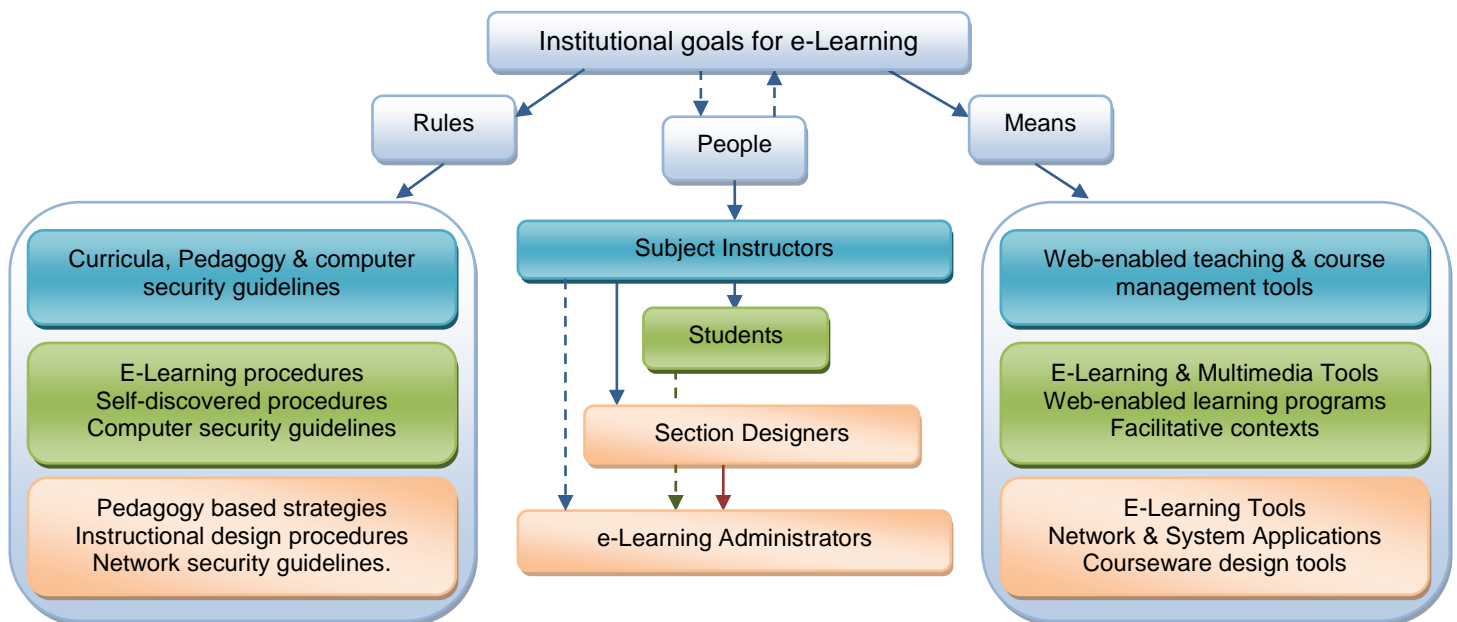 Institutional goals for e-Learning
Rules
People
Means
Curricula, Pedagogy & computer
security guidelines
E-Learning procedures
Self-discovered procedures
Computer security guidelines
Pedagogy based strategies
Instructional design procedures
Network security guidelines.
Subject Instructors
Students
Section Designers
e-Learning Administrators
Web-enabled teaching & course
management tools
E-Learning & Multimedia Tools
Web-enabled learning programs
Facilitative contexts
E-Learning Tools
Network & System Applications
Courseware design tools